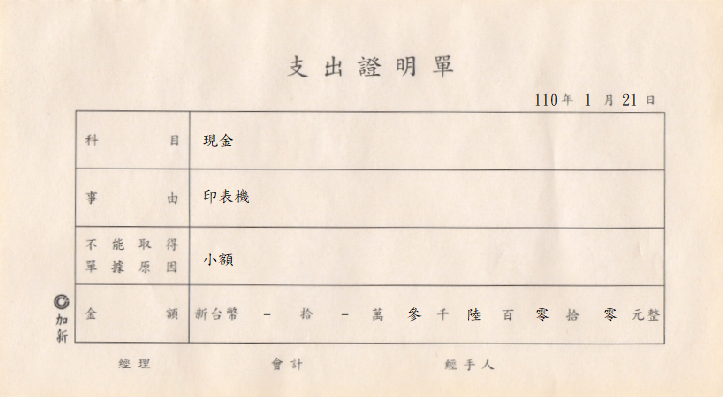 支出證明單
110年 1 月 21 日
科目 現金
事由 印表機
不能取得
單據原因 小額
金額 新台幣 - 拾 - 萬 參 千 陸 百 零 拾 零 元整
加新
經理 會計 經手人